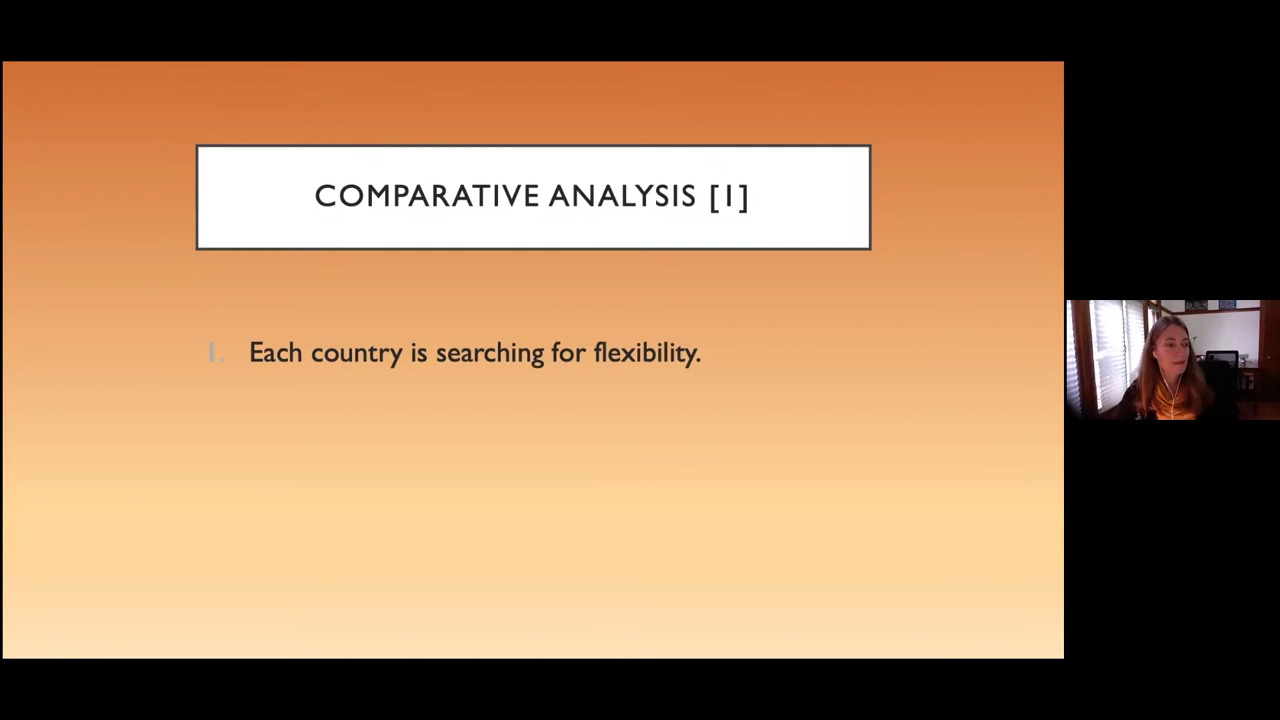 COMPARATIVE ANALYSIS [1]
1. Each country is searching for flexibility.